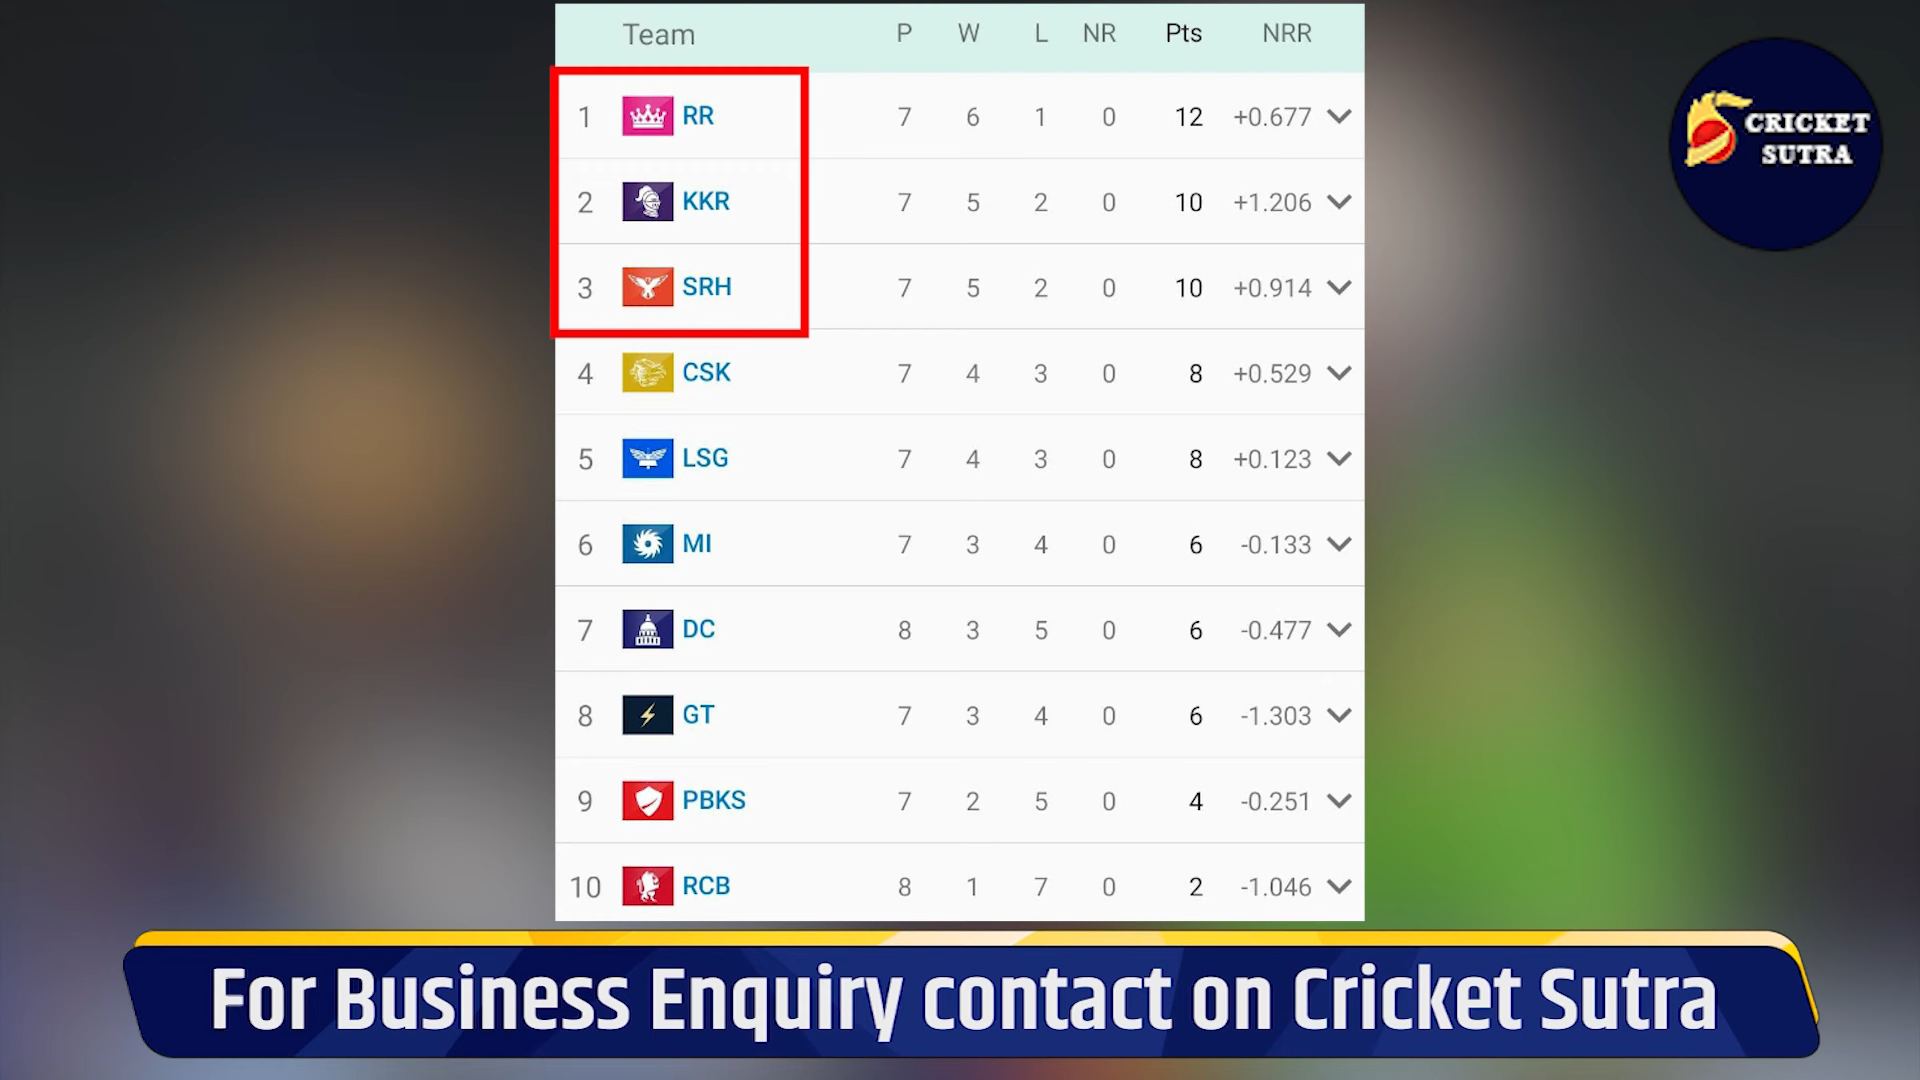 Team P W L NR Pts NRR
1 RR 7 6 1 0 12 +0.677
2 KKR 7 5 2 0 10 +1.206
3 SRH 7 5 2 0 10 +0.914
4 CSK 7 4 3 0 8 +0.529
5 LSG 7 4 3 0 8 +0.123
6 MI 7 3 4 0 6 -0.133
7 DC 8 3 5 0 6 -0.477
8 GT 7 3 4 0 6 -1.303
9 PBKS 7 2 5 0 4 -0.251
10 RCB 8 1 7 0 2 -1.046
CRICKET
SUTRA
For Business Enquiry contact on Cricket Sutra